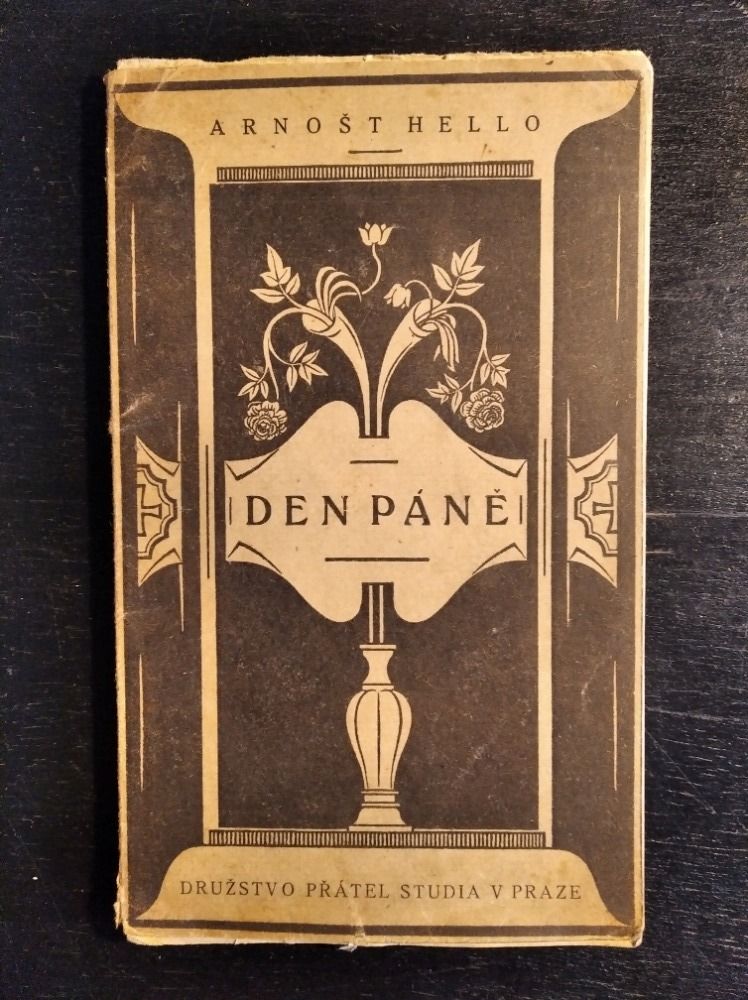 ARNOŠT HELLO
DEN PÁNĚ
DRUŽSTVO PŘÁTEL STUDIA V PRAZE